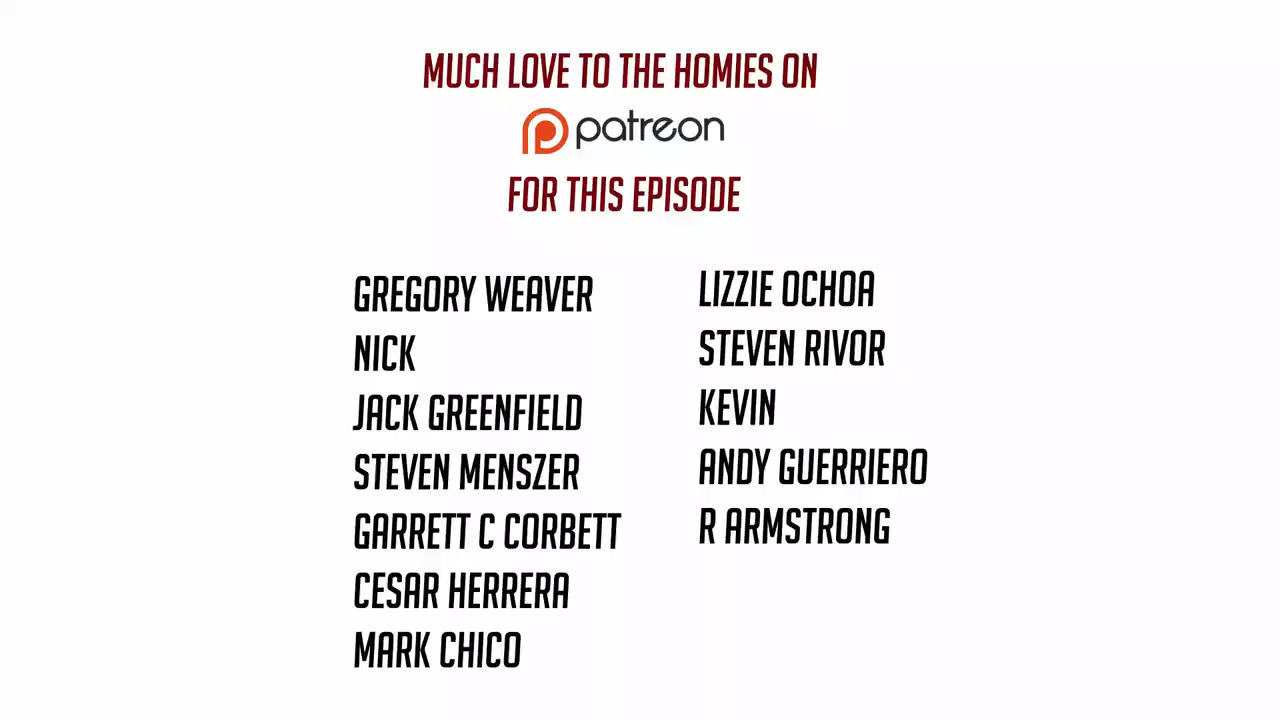 MUCH LOVE TO THE HOMIES ON
patreon
FOR THIS EPISODE
GREGORY WEAVER
NICK
JACK GREENFIELD
STEVEN MENSZER
GARRETT C CORBETT
CESAR HERRERA
MARK CHICO
LIZZIE OCHOA
STEVEN RIVOR
KEVIN
ANDY GUERRIERO
R ARMSTRONG